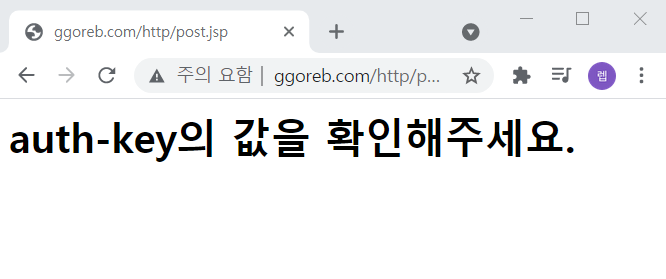 ggoreb.com/http/post.jsp
주의 요함 | ggoreb.com/http/p...
렙
auth-key의 값을 확인해주세요.